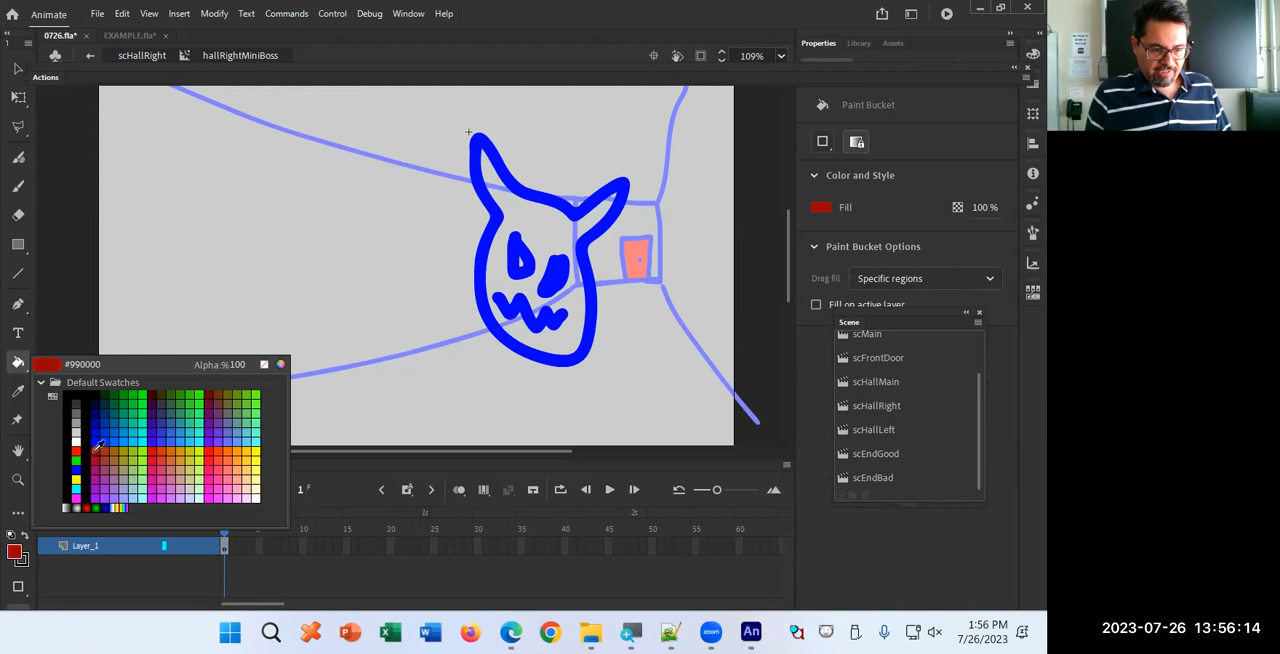 Animate File Edit View Insert Modify Text Commands Control Debug Window Help
0726.fla* EXAMPLE.fla*
scHallRight hallRightMiniBoss 109%
Actions
Properties Library Assets
Paint Bucket
Color and Style
Fill 100 %
Paint Bucket Options
Drag fill Specific regions
Fill on active layer
Scene
scMain
scFrontDoor
scHallMain
scHallRight
scHallLeft
scEndGood
scEndBad
#990000 Alpha:% 100
Default Swatches
1 F
1s 2s
10 15 20 25 30 35 40 45 50 55 60
Layer_1
1:56 PM
7/26/2023
2023-07-26 13:56:14